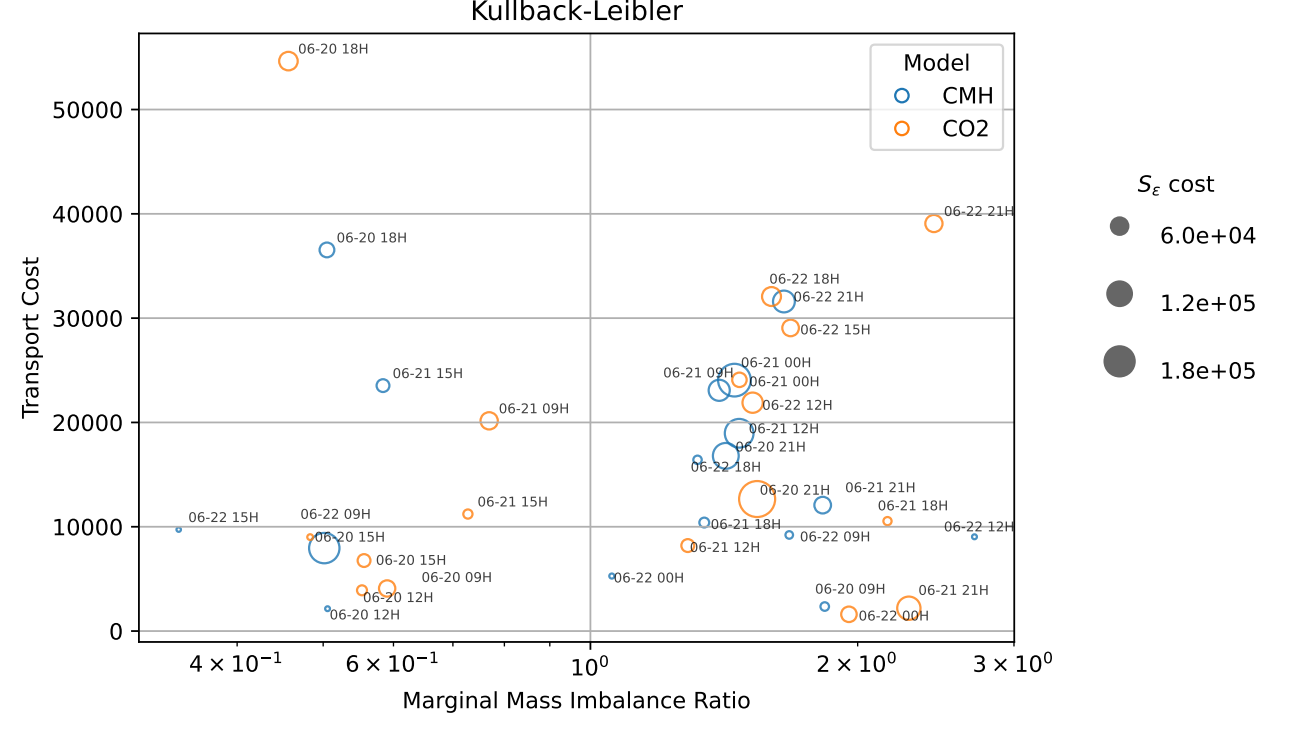 Kullback-Leibler
Transport Cost
50000
40000
30000
20000
10000
0
06-20 18H
06-22 21H
06-20 18H
06-22 18H
06-22 21H
06-22 15H
06-21 00H
06-21 09H
06-21 15H
06-21 00H
06-22 12H
06-21 09H
06-21 12H
06-20 21H
06-22 18H
06-20 21H
06-21 21H
06-21 15H
06-21 18H
06-22 15H
06-22 09H
06-21 18H
06-22 12H
06-20 15H
06-22 09H
06-21 12H
06-20 15H
06-20 09H
06-22 00H
06-20 12H
06-20 09H
06-21 21H
06-20 12H
06-22 00H
4 × 10⁻¹
6 × 10⁻¹
10⁰
2 × 10⁰
3 × 10⁰
Marginal Mass Imbalance Ratio
Model
CMH
CO2
Sε cost
6.0e+04
1.2e+05
1.8e+05